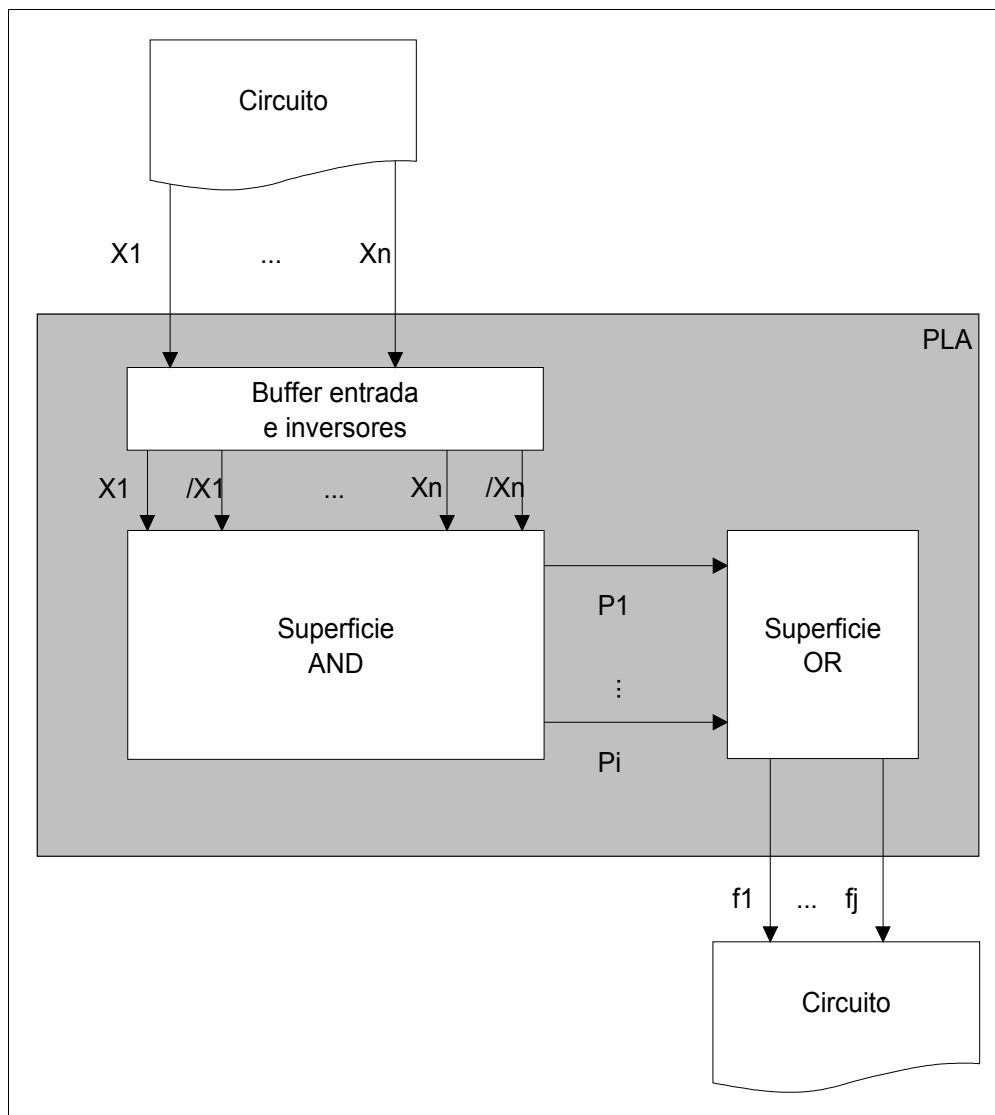 Circuito
X1 ... Xn
PLA
Buffer entrada
e inversores
X1 /X1 ... Xn /Xn
Superficie
AND
P1
...
Pi
Superficie
OR
f1 ... fj
Circuito